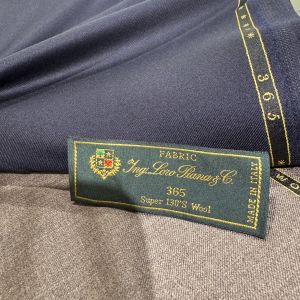 365
FABRIC
Ing. Loro Piana & C.
365
Super 130'S Wool
MADE IN ITALY